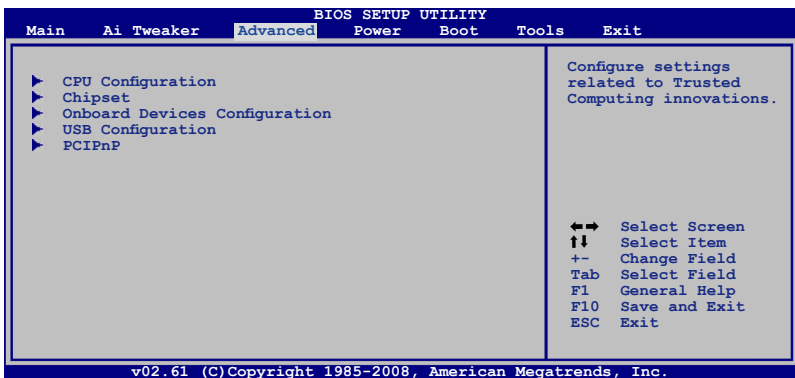 BIOS SETUP UTILITY
Main Ai Tweaker Advanced Power Boot Tools Exit
CPU Configuration
Chipset
Onboard Devices Configuration
USB Configuration
PCIPnP
Configure settings
related to Trusted
Computing innovations.
Select Screen
Select Item
+- Change Field
Tab Select Field
F1 General Help
F10 Save and Exit
ESC Exit
v02.61 (C)Copyright 1985-2008, American Megatrends, Inc.